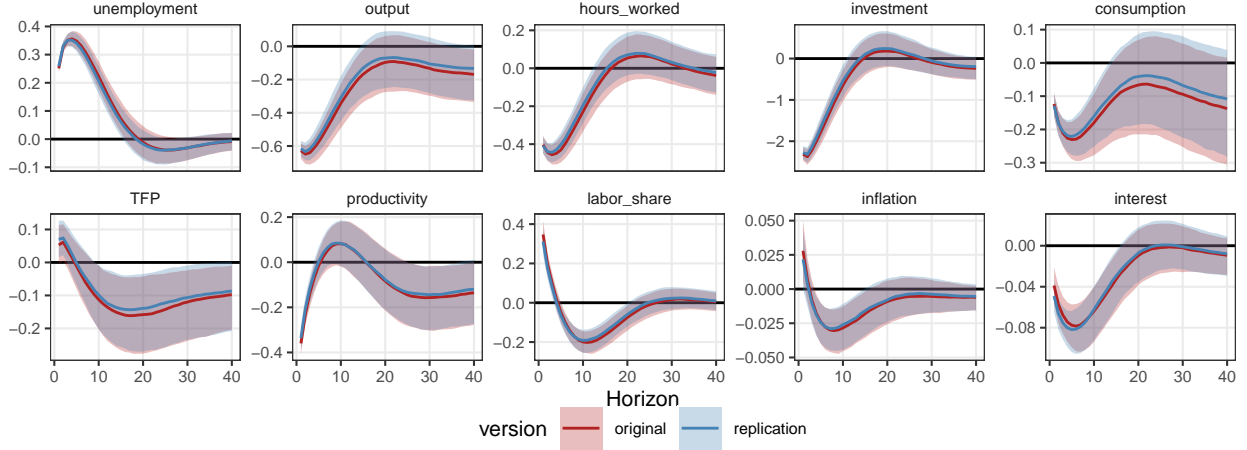 unemployment output hours_worked investment consumption
0.4 0.3 0.2 0.1 0.0 −0.1
0.0 −0.2 −0.4 −0.6
0.2 0.0 −0.2 −0.4
0 −1 −2
0.0 −0.1 −0.2 −0.3
TFP productivity labor_share inflation interest
0.1 0.0 −0.1 −0.2
0.2 0.0 −0.2 −0.4
0.4 0.2 0.0 −0.2
0.050 0.025 0.000 −0.025 −0.050
0.00 −0.04 −0.08
0 10 20 30 40 0 10 20 30 40 0 10 20 30 40 0 10 20 30 40 0 10 20 30 40
Horizon
version original replication